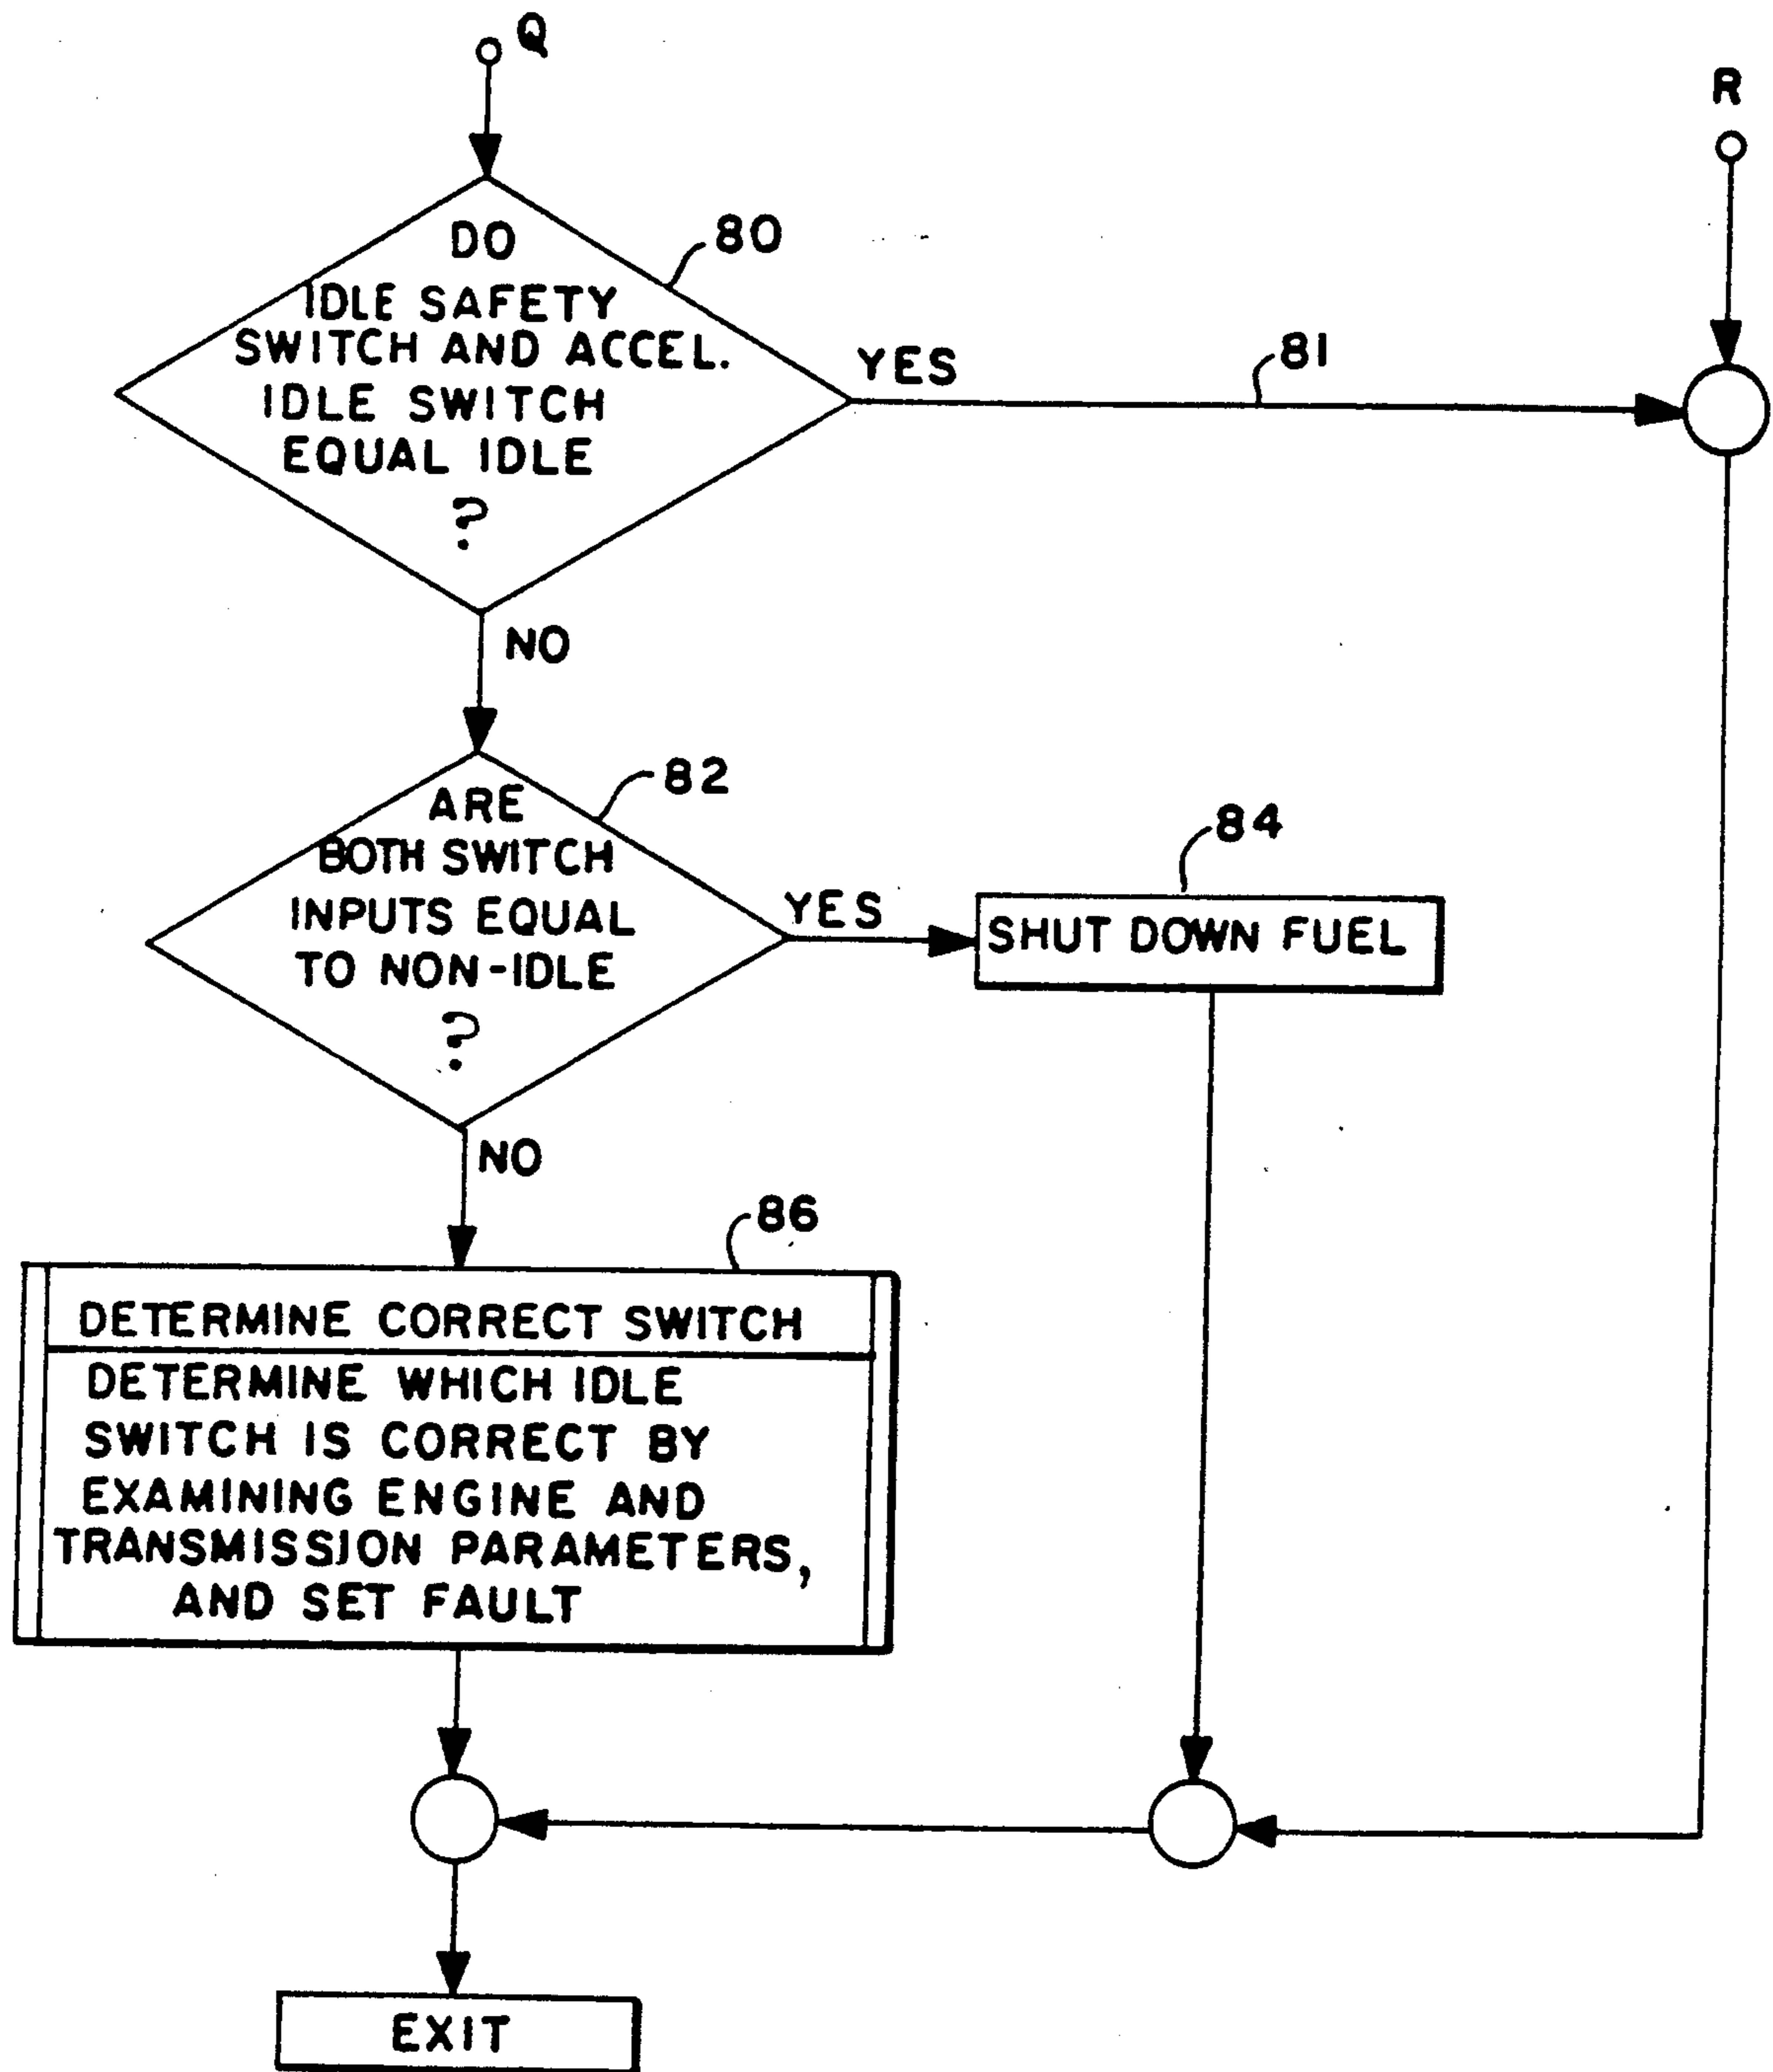 Q
R
DO
IDLE SAFETY
SWITCH AND ACCEL.
IDLE SWITCH
EQUAL IDLE
?
80
YES
81
NO
ARE
BOTH SWITCH
INPUTS EQUAL
TO NON-IDLE
?
82
YES
84
SHUT DOWN FUEL
NO
86
DETERMINE CORRECT SWITCH
DETERMINE WHICH IDLE
SWITCH IS CORRECT BY
EXAMINING ENGINE AND
TRANSMISSION PARAMETERS,
AND SET FAULT
EXIT